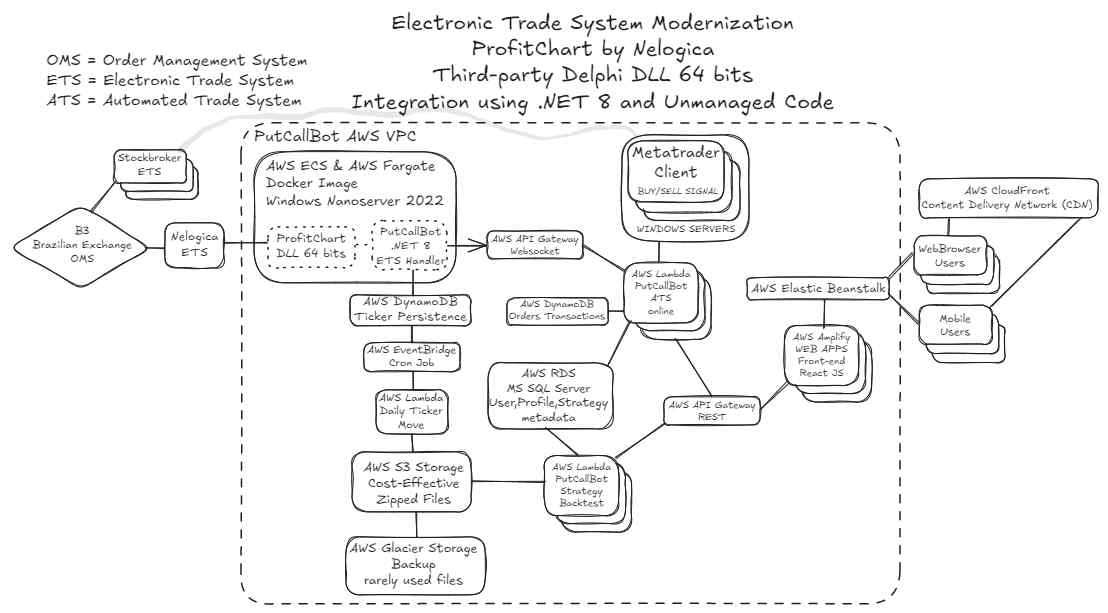 Electronic Trade System Modernization
ProfitChart by Nelogica
Third-party Delphi DLL 64 bits
Integration using .NET 8 and Unmanaged Code
OMS = Order Management System
ETS = Electronic Trade System
ATS = Automated Trade System
PutCallBot AWS VPC
Stockbroker
ETS
B3
Brazilian Exchange
OMS
Nelogica
ETS
AWS ECS & AWS Fargate
Docker Image
Windows Nanoserver 2022
ProfitChart
DLL 64 bits
PutCallBot
.NET 8
ETS Handler
AWS API Gateway
Websocket
Metatrader
Client
BUY/SELL SIGNAL
WINDOWS SERVERS
AWS Lambda
PutCallBot
ATS
online
AWS DynamoDB
Orders Transactions
AWS DynamoDB
Ticker Persistence
AWS EventBridge
Cron Job
AWS Lambda
Daily Ticker
Move
AWS S3 Storage
Cost-Effective
Zipped Files
AWS Glacier Storage
Backup
rarely used files
AWS RDS
MS SQL Server
User,Profile,Strategy
metadata
AWS Lambda
PutCallBot
Strategy
Backtest
AWS API Gateway
REST
AWS Elastic Beanstalk
AWS Amplify
WEB APPS
Front-end
React JS
AWS CloudFront
Content Delivery Network (CDN)
WebBrowser
Users
Mobile
Users